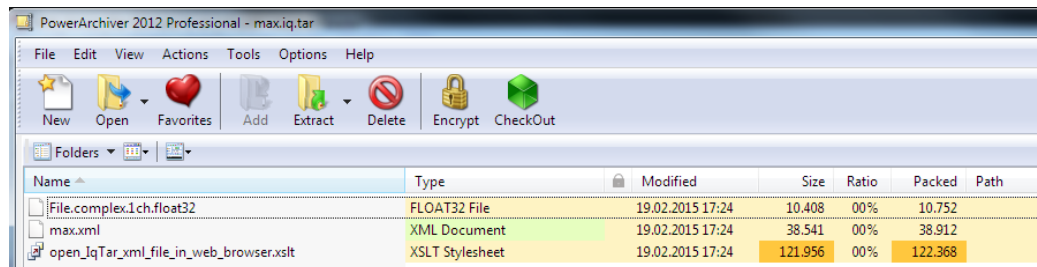 PowerArchiver 2012 Professional - max.iq.tar
File Edit View Actions Tools Options Help
New Open Favorites Add Extract Delete Encrypt CheckOut
Folders
Name Type Modified Size Ratio Packed Path
File.complex.1ch.float32 FLOAT32 File 19.02.2015 17:24 10.408 00% 10.752
max.xml XML Document 19.02.2015 17:24 38.541 00% 38.912
open_IqTar_xml_file_in_web_browser.xslt XSLT Stylesheet 19.02.2015 17:24 121.956 00% 122.368